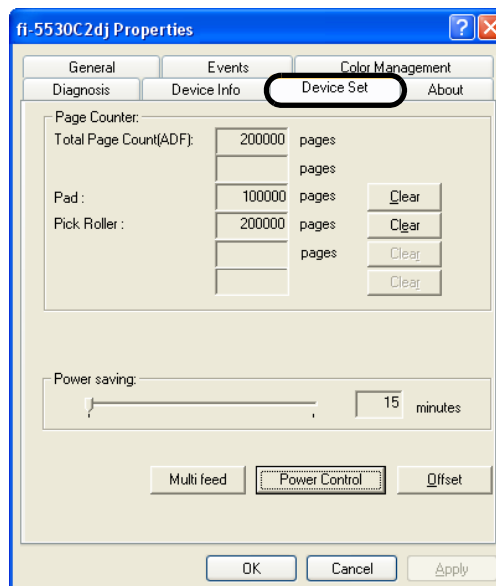 fi-5530C2dj Properties
General Events Color Management
Diagnosis Device Info Device Set About
Page Counter:
Total Page Count(ADF): 200000 pages
pages
Pad : 100000 pages Clear
Pick Roller : 200000 pages Clear
pages Clear
Clear
Power saving:
15 minutes
Multi feed Power Control Offset
OK Cancel Apply